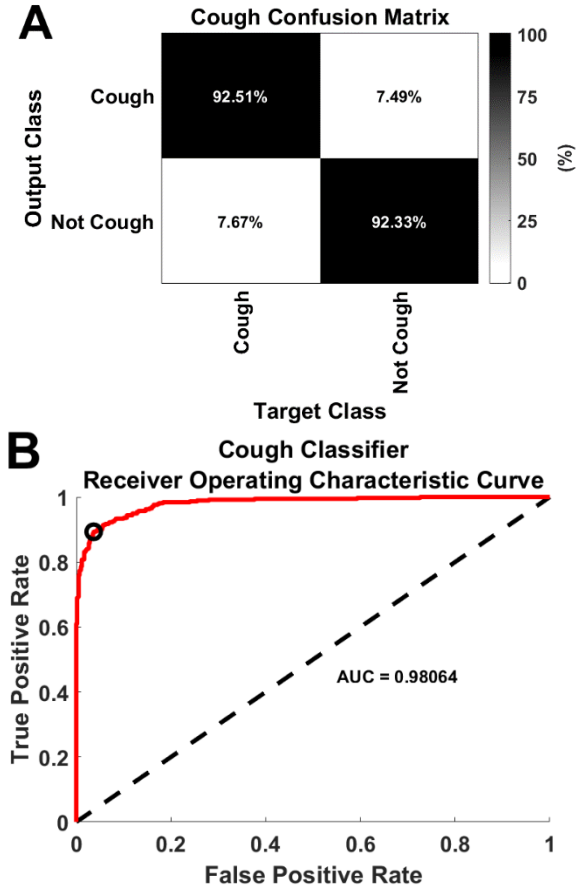 A
Cough Confusion Matrix
Output Class
Cough
Not Cough
92.51%
7.49%
7.67%
92.33%
Cough
Not Cough
Target Class
100
75
50
25
0
(%)
B
Cough Classifier
Receiver Operating Characteristic Curve
True Positive Rate
1
0.8
0.6
0.4
0.2
0
AUC = 0.98064
0
0.2
0.4
0.6
0.8
1
False Positive Rate